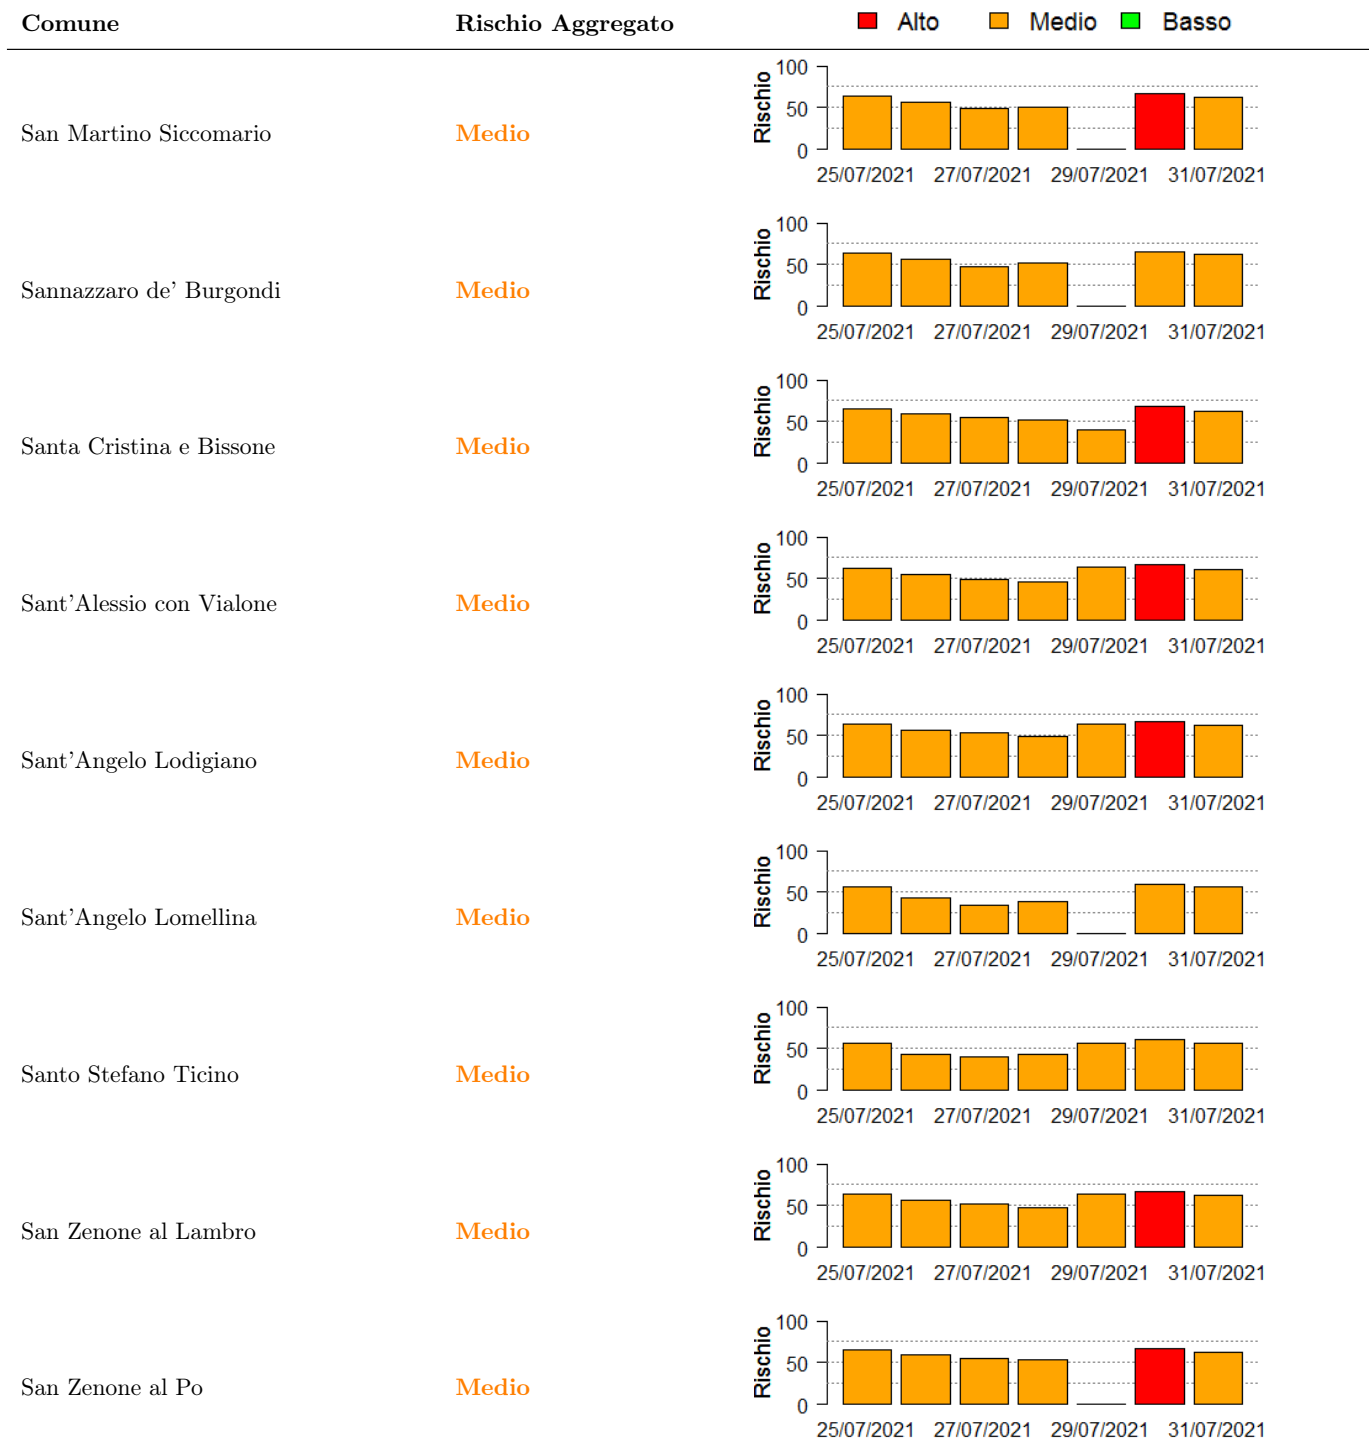 Comune Rischio Aggregato Alto Medio Basso
San Martino Siccomario Medio Rischio 100 50 0
25/07/2021 27/07/2021 29/07/2021 31/07/2021
Sannazzaro de' Burgondi Medio Rischio 100 50 0
25/07/2021 27/07/2021 29/07/2021 31/07/2021
Santa Cristina e Bissone Medio Rischio 100 50 0
25/07/2021 27/07/2021 29/07/2021 31/07/2021
Sant'Alessio con Vialone Medio Rischio 100 50 0
25/07/2021 27/07/2021 29/07/2021 31/07/2021
Sant'Angelo Lodigiano Medio Rischio 100 50 0
25/07/2021 27/07/2021 29/07/2021 31/07/2021
Sant'Angelo Lomellina Medio Rischio 100 50 0
25/07/2021 27/07/2021 29/07/2021 31/07/2021
Santo Stefano Ticino Medio Rischio 100 50 0
25/07/2021 27/07/2021 29/07/2021 31/07/2021
San Zenone al Lambro Medio Rischio 100 50 0
25/07/2021 27/07/2021 29/07/2021 31/07/2021
San Zenone al Po Medio Rischio 100 50 0
25/07/2021 27/07/2021 29/07/2021 31/07/2021